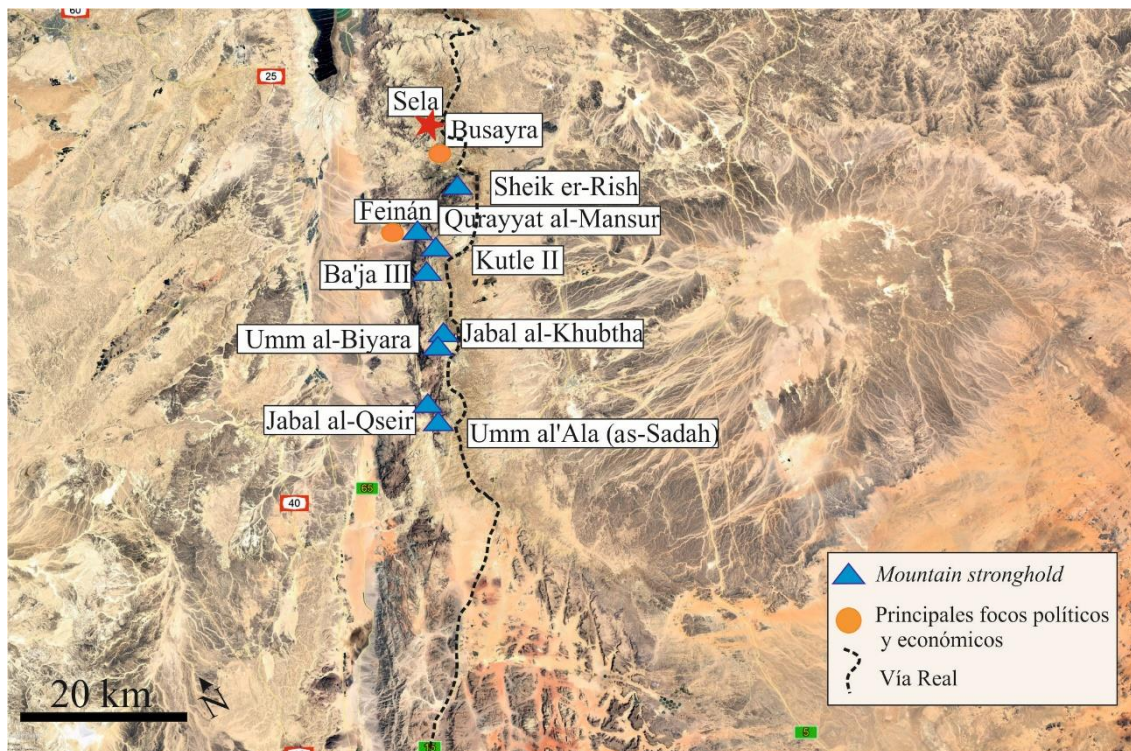 60
25
Sela
Busayra
Sheik er-Rish
Feinán
Qurayyat al-Mansur
Kutle II
Ba'ja III
Umm al-Biyara
Jabal al-Khubtha
Jabal al-Qseir
Umm al'Ala (as-Sadah)
65
40
Mountain stronghold
Principales focos políticos
y económicos
Vía Real
20 km
N
15
5